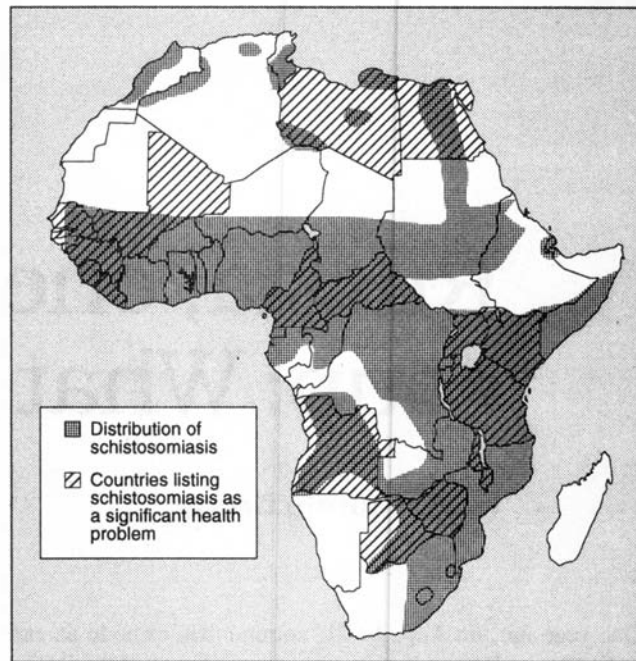 Distribution of
schistosomiasis
Countries listing
schistosomiasis as
a significant health
problem